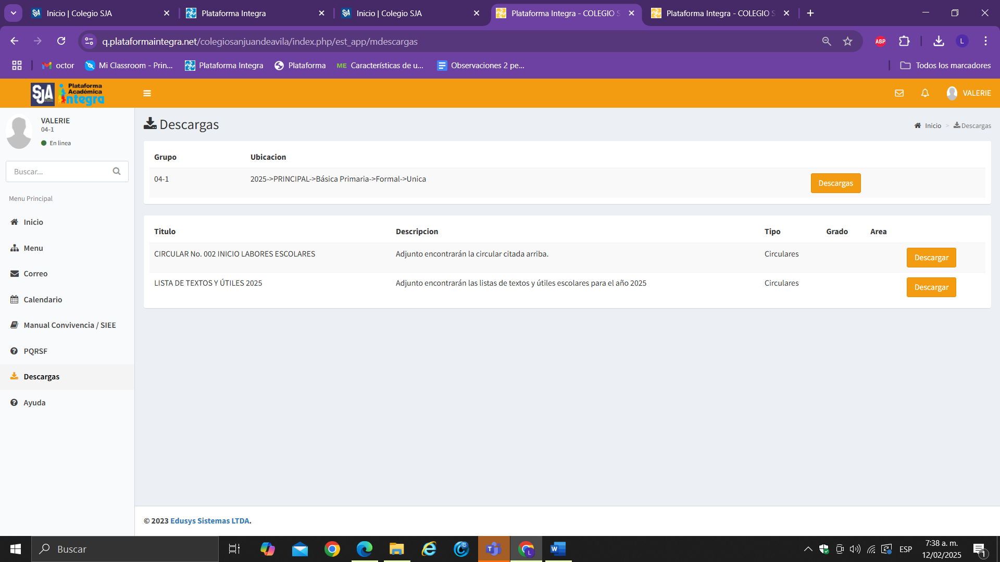 Inicio | Colegio SJA
Plataforma Integra
Inicio | Colegio SJA
Plataforma Integra - COLEGIO S
Plataforma Integra - COLEGIO S
q.plataformaintegra.net/colegiosanjuandeavila/index.php/est_app/mdescargas
ABP
L
octor
Mi Classroom - Prin...
Plataforma Integra
Plataforma
ME Características de u...
Observaciones 2 pe...
Todos los marcadores
SJA
Plataforma
Académica
integra
VALERIE
VALERIE
04-1
En linea
Buscar...
Menu Principal
Inicio
Menu
Correo
Calendario
Manual Convivencia / SIEE
PQRSF
Descargas
Ayuda
Descargas
Inicio > Descargas
Grupo Ubicacion
04-1 2025->PRINCIPAL->Básica Primaria->Formal->Unica Descargas
Titulo Descripcion Tipo Grado Area
CIRCULAR No. 002 INICIO LABORES ESCOLARES Adjunto encontrarán la circular citada arriba. Circulares Descargar
LISTA DE TEXTOS Y ÚTILES 2025 Adjunto encontrarán las listas de textos y útiles escolares para el año 2025 Circulares Descargar
© 2023 Edusys Sistemas LTDA.
Buscar
ESP
7:38 a. m.
12/02/2025
1